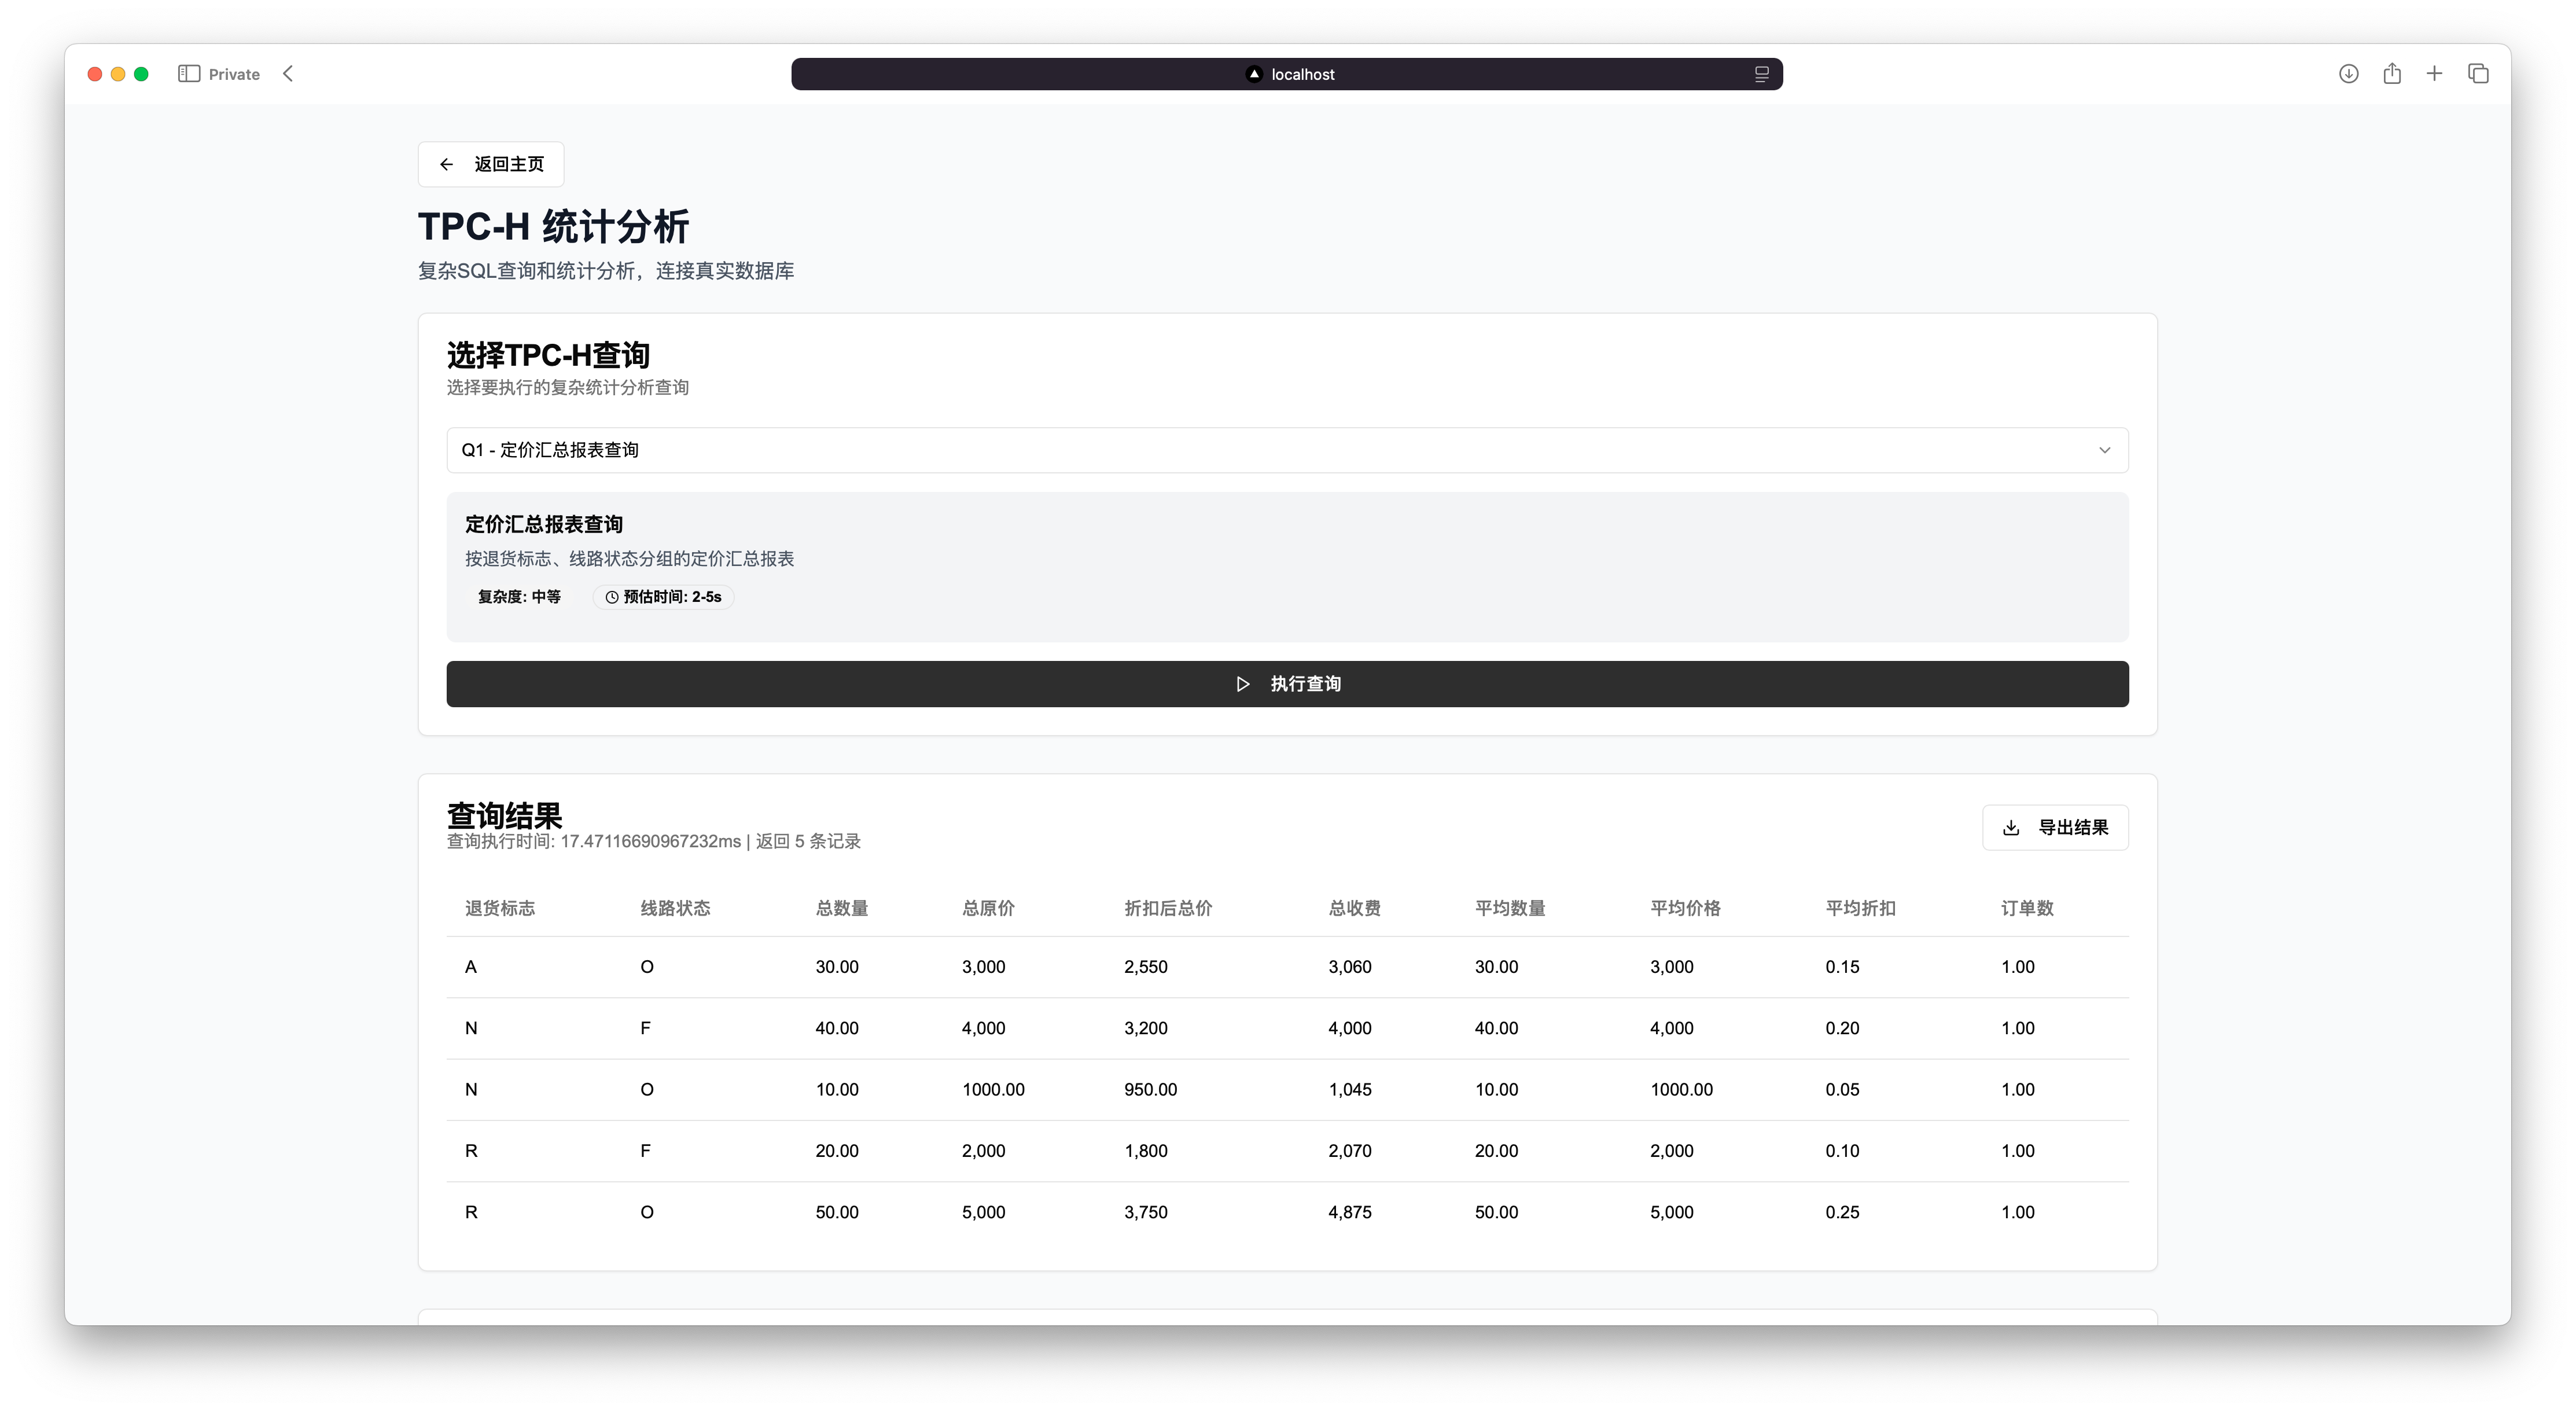 Private
localhost
返回主页
TPC-H 统计分析
复杂SQL查询和统计分析，连接真实数据库
选择TPC-H查询
选择要执行的复杂统计分析查询
Q1 - 定价汇总报表查询
定价汇总报表查询
按退货标志、线路状态分组的定价汇总报表
复杂度: 中等 预估时间: 2-5s
执行查询
查询结果
导出结果
查询执行时间: 17.47116690967232ms | 返回 5 条记录
退货标志 线路状态 总数量 总原价 折扣后总价 总收费 平均数量 平均价格 平均折扣 订单数
A O 30.00 3,000 2,550 3,060 30.00 3,000 0.15 1.00
N F 40.00 4,000 3,200 4,000 40.00 4,000 0.20 1.00
N O 10.00 1000.00 950.00 1,045 10.00 1000.00 0.05 1.00
R F 20.00 2,000 1,800 2,070 20.00 2,000 0.10 1.00
R O 50.00 5,000 3,750 4,875 50.00 5,000 0.25 1.00